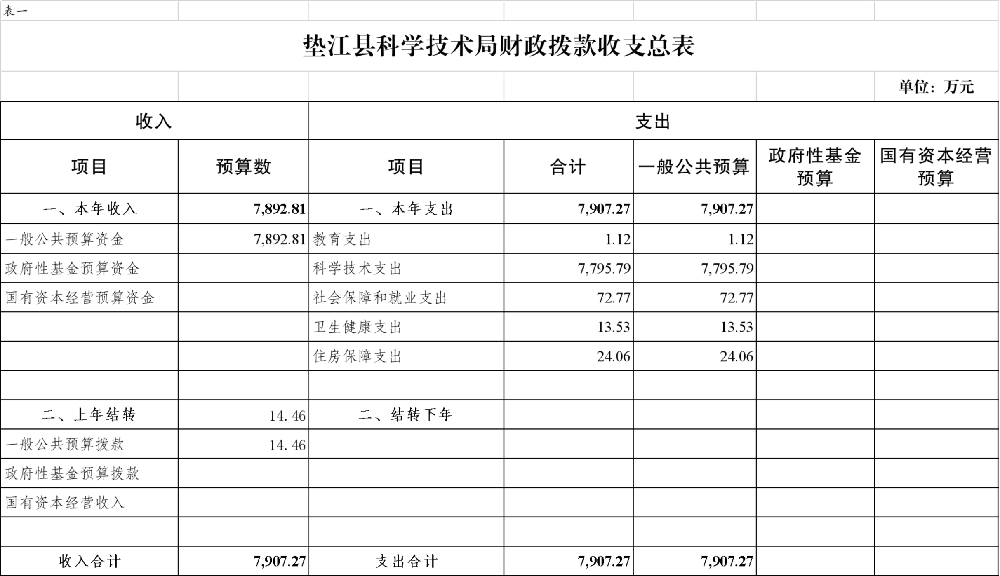 表一
垫江县科学技术局财政拨款收支总表
单位：万元
收入 支出
项目 预算数 项目 合计 一般公共预算 政府性基金预算 国有资本经营预算
一、本年收入 7,892.81 一、本年支出 7,907.27 7,907.27
一般公共预算资金 7,892.81 教育支出 1.12 1.12
政府性基金预算资金 科学技术支出 7,795.79 7,795.79
国有资本经营预算资金 社会保障和就业支出 72.77 72.77
卫生健康支出 13.53 13.53
住房保障支出 24.06 24.06
二、上年结转 14.46 二、结转下年
一般公共预算拨款 14.46
政府性基金预算拨款
国有资本经营收入
收入合计 7,907.27 支出合计 7,907.27 7,907.27